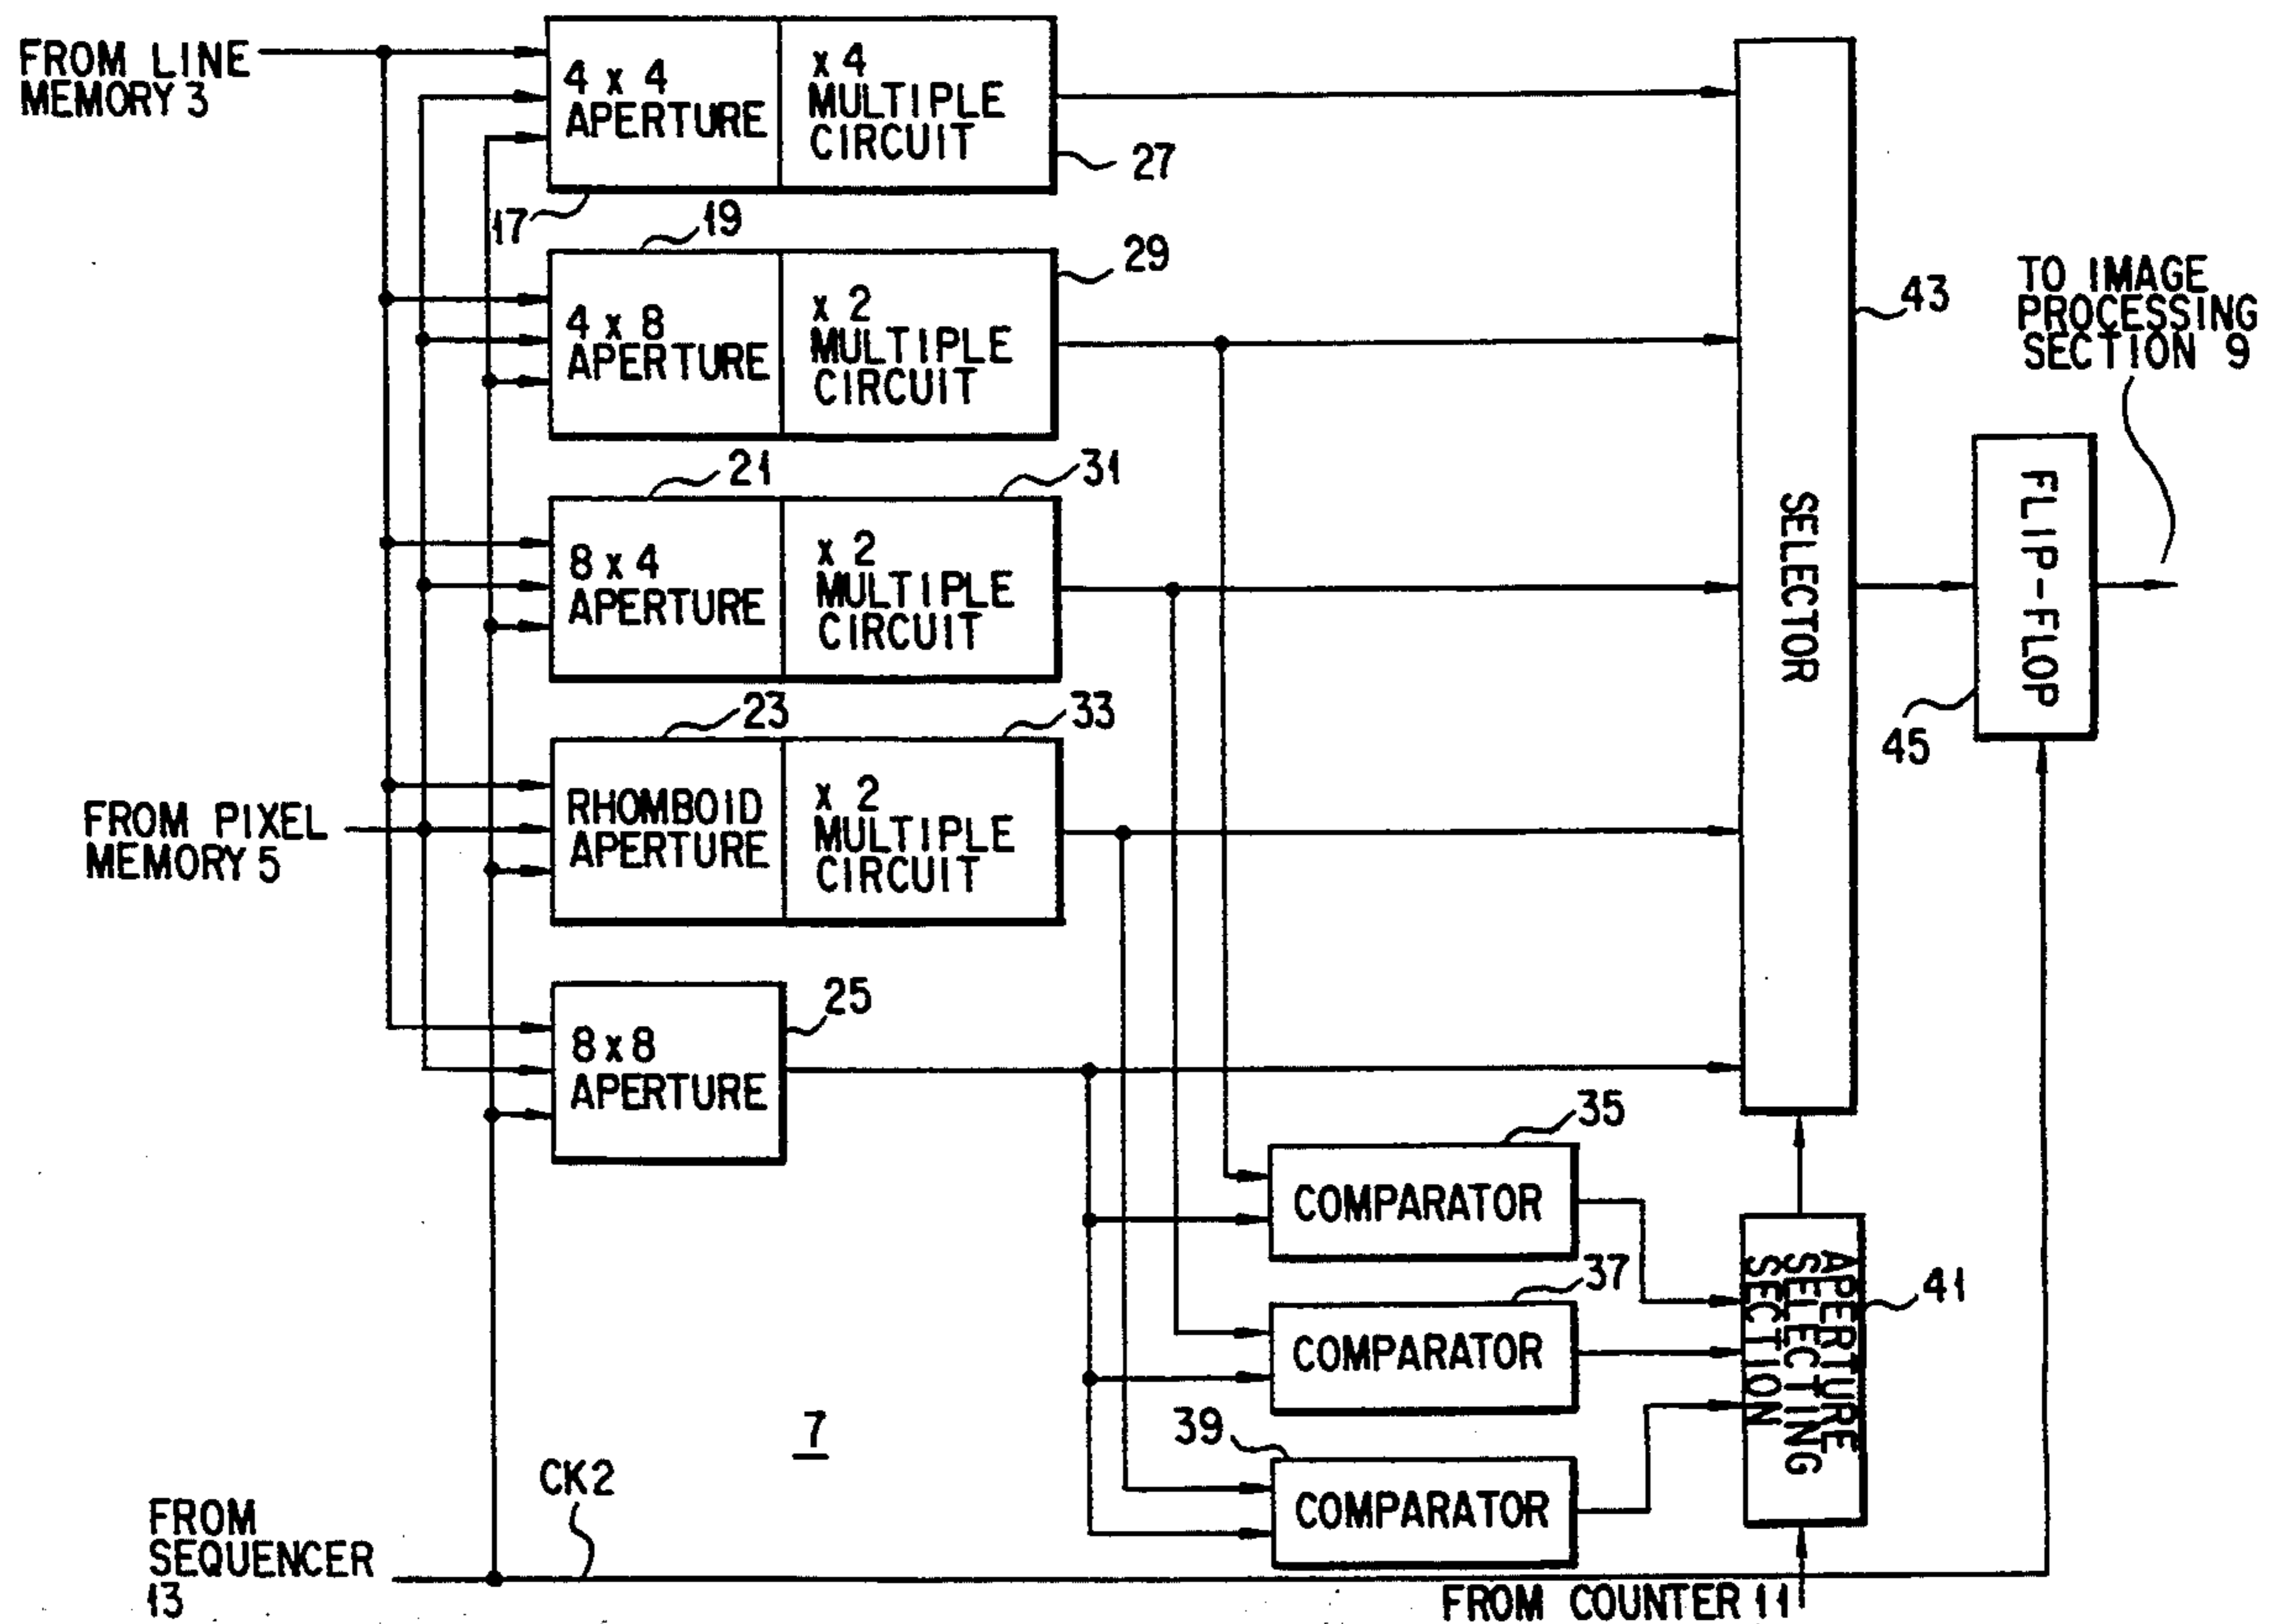 FROM LINE
MEMORY 3
4 x 4
APERTURE
x 4
MULTIPLE
CIRCUIT
27
17
19
29
4 x 8
APERTURE
x 2
MULTIPLE
CIRCUIT
43
TO IMAGE
PROCESSING
SECTION 9
21
31
8 x 4
APERTURE
x 2
MULTIPLE
CIRCUIT
SELECTOR
FLIP-FLOP
45
23
33
FROM PIXEL
MEMORY 5
RHOMBOID
APERTURE
x 2
MULTIPLE
CIRCUIT
25
8 x 8
APERTURE
35
COMPARATOR
37
COMPARATOR
39
COMPARATOR
APERTURE
SELECTING
SECTION
41
7
CK2
FROM
SEQUENCER
13
FROM COUNTER 11